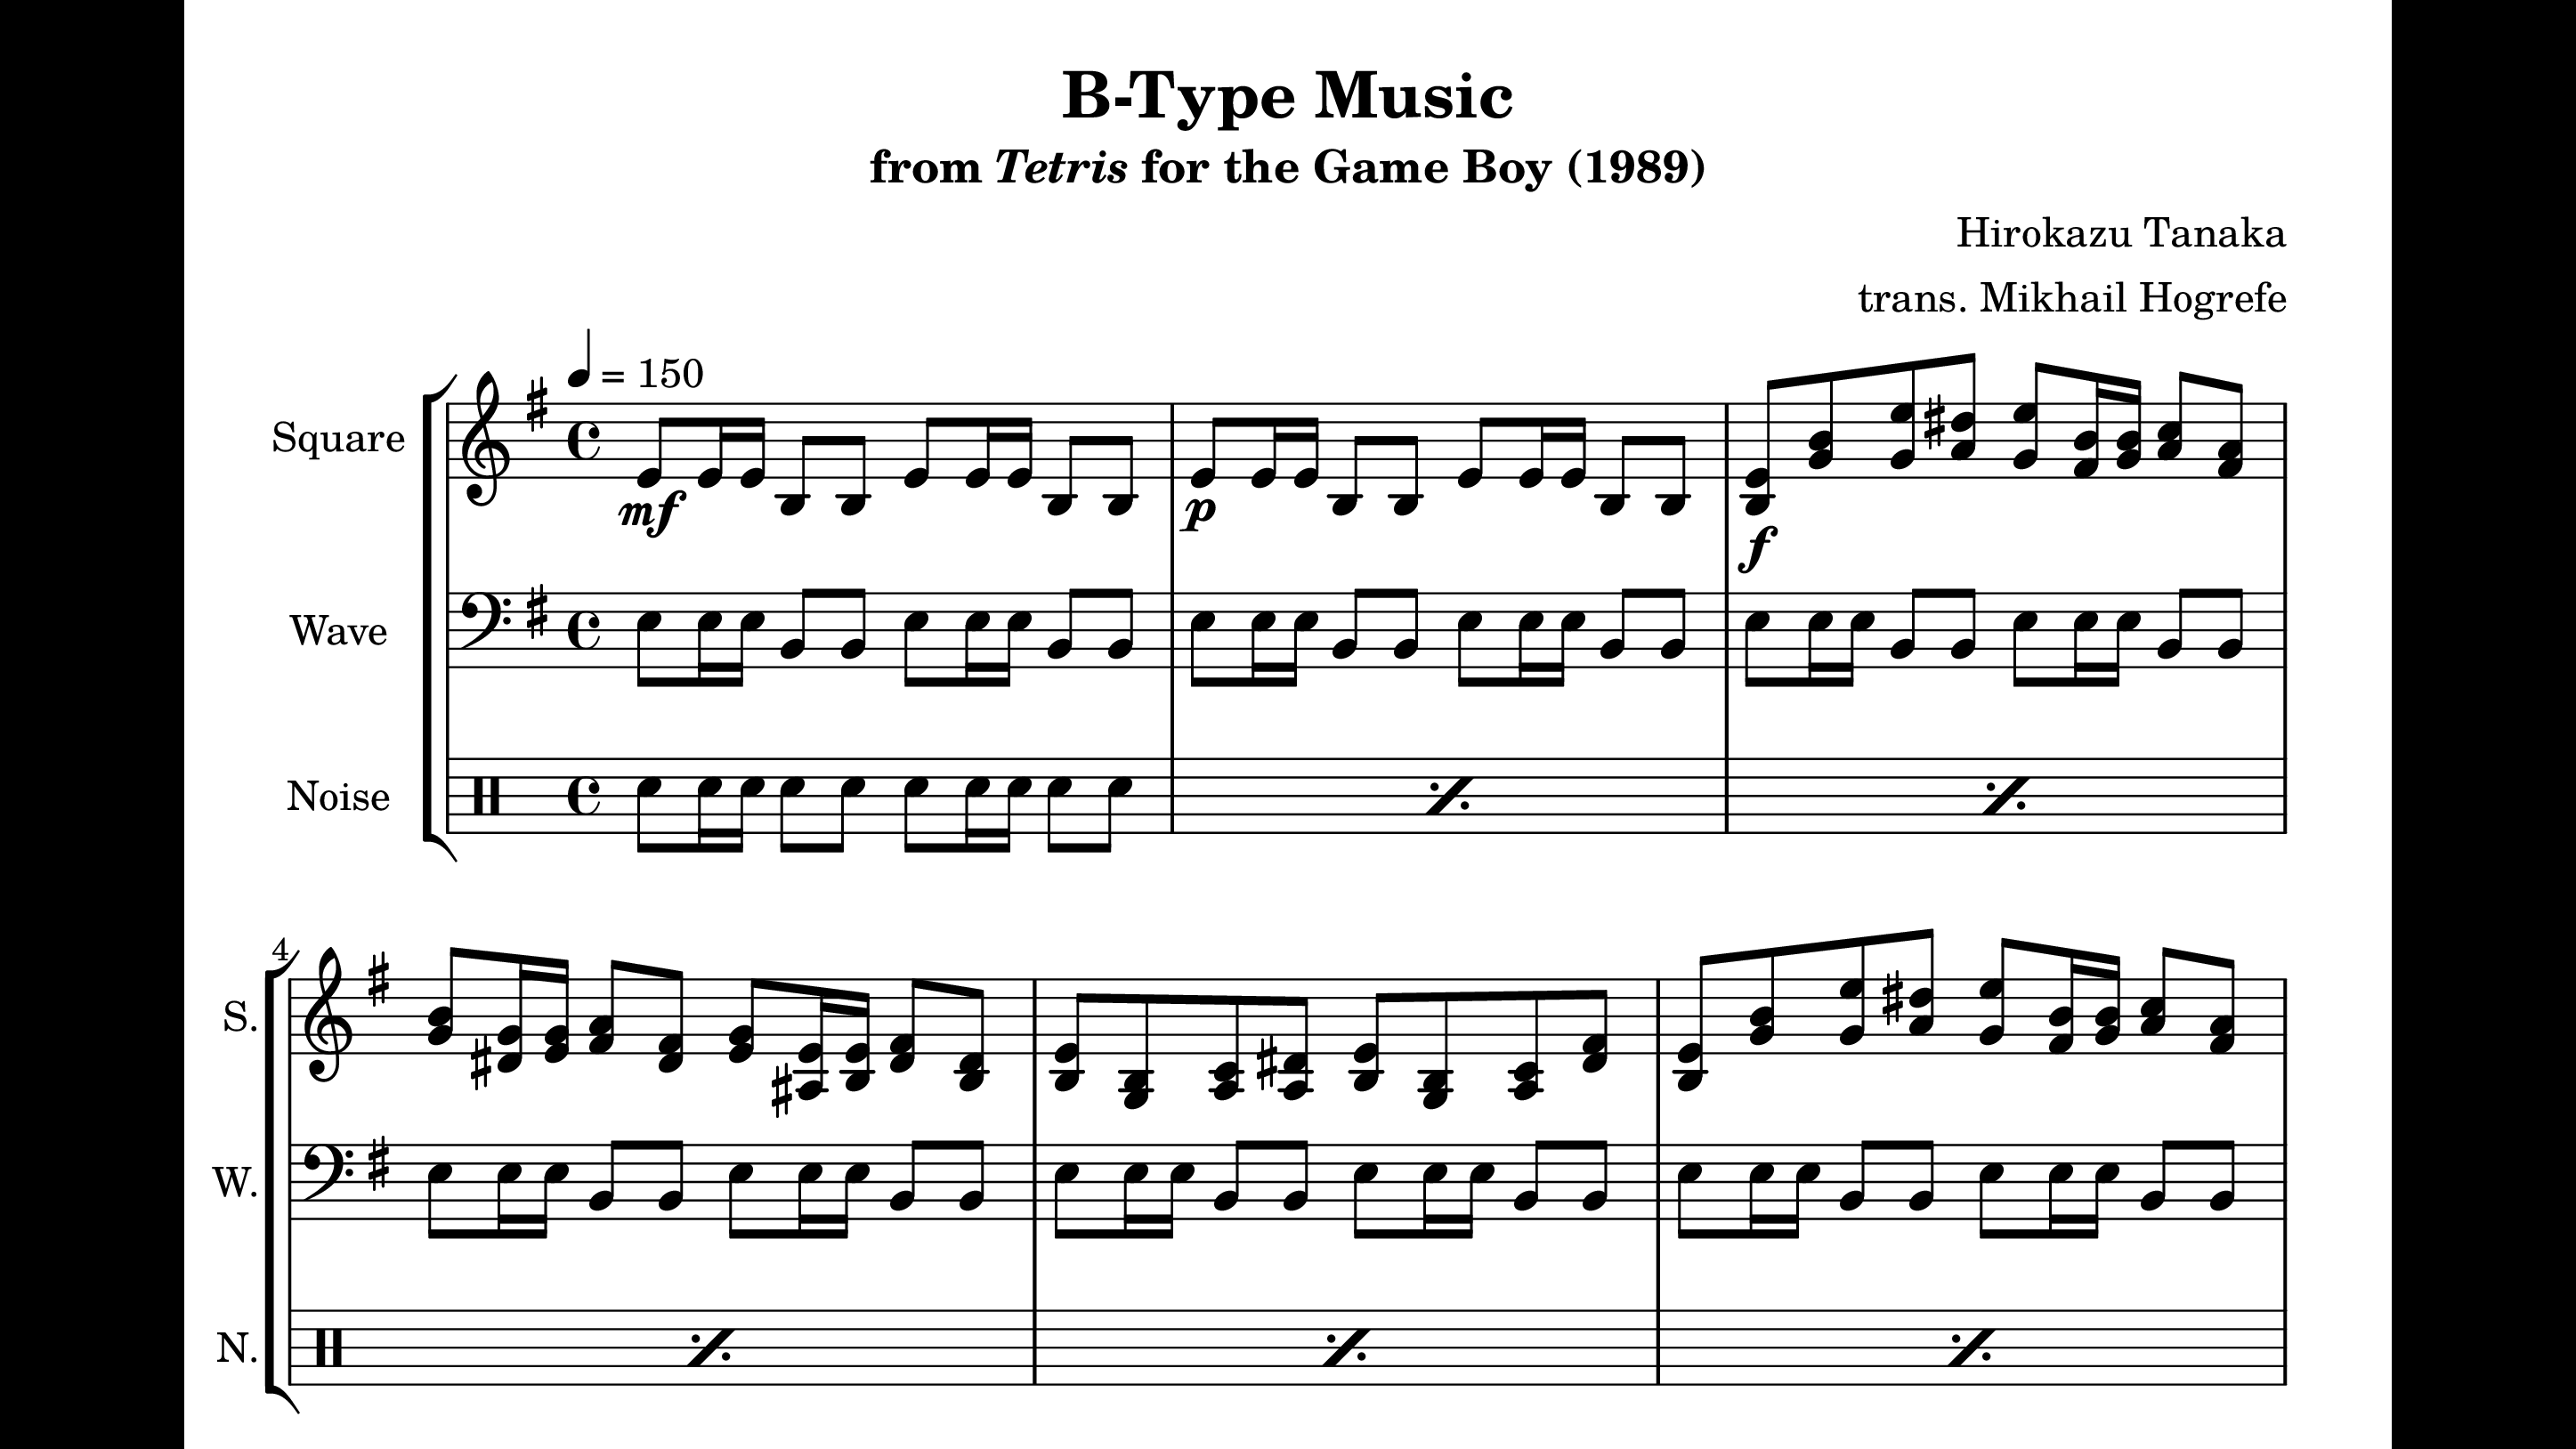 B-Type Music
from Tetris for the Game Boy (1989)
Hirokazu Tanaka
trans. Mikhail Hogrefe
= 150
Square
mf
p
f
Wave
Noise
4
S.
W.
N.